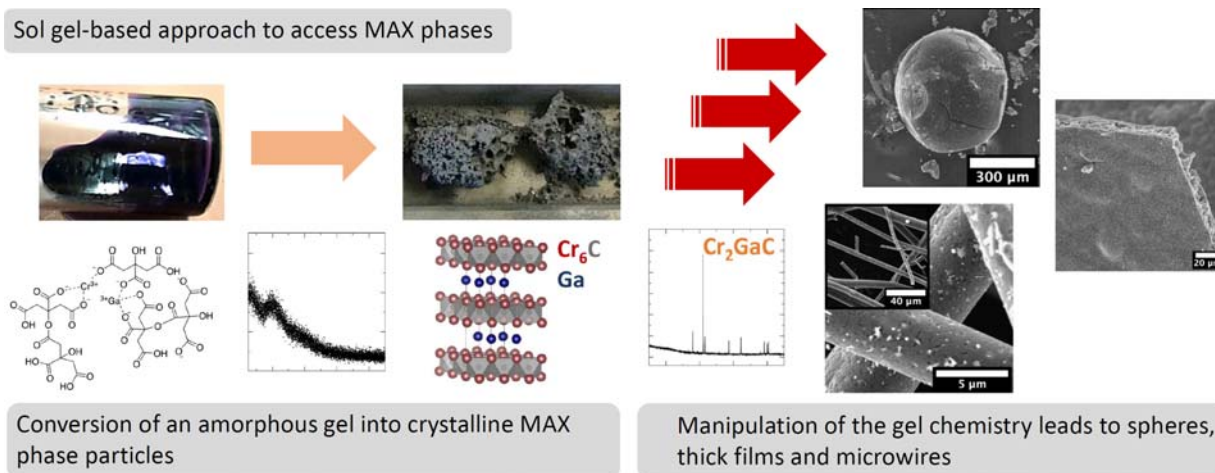 Sol gel-based approach to access MAX phases
300 µm
20 µm
Cr₆C
Ga
Cr₂GaC
40 µm
5 µm
Conversion of an amorphous gel into crystalline MAX
phase particles
Manipulation of the gel chemistry leads to spheres,
thick films and microwires